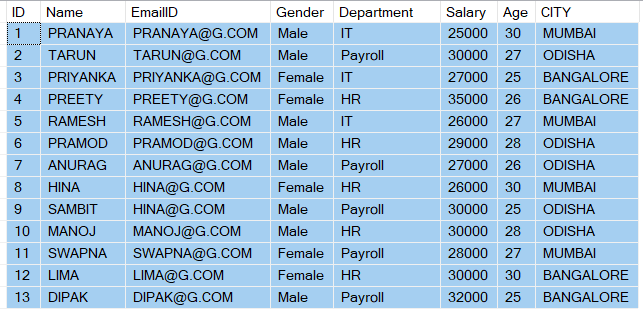 ID Name EmailID Gender Department Salary Age CITY
1 PRANAYA PRANAYA@G.COM Male IT 25000 30 MUMBAI
2 TARUN TARUN@G.COM Male Payroll 30000 27 ODISHA
3 PRIYANKA PRIYANKA@G.COM Female IT 27000 25 BANGALORE
4 PREETY PREETY@G.COM Female HR 35000 26 BANGALORE
5 RAMESH RAMESH@G.COM Male IT 26000 27 MUMBAI
6 PRAMOD PRAMOD@G.COM Male HR 29000 28 ODISHA
7 ANURAG ANURAG@G.COM Male Payroll 27000 26 ODISHA
8 HINA HINA@G.COM Female HR 26000 30 MUMBAI
9 SAMBIT HINA@G.COM Male Payroll 30000 25 ODISHA
10 MANOJ MANOJ@G.COM Male HR 30000 28 ODISHA
11 SWAPNA SWAPNA@G.COM Female Payroll 28000 27 MUMBAI
12 LIMA LIMA@G.COM Female HR 30000 30 BANGALORE
13 DIPAK DIPAK@G.COM Male Payroll 32000 25 BANGALORE